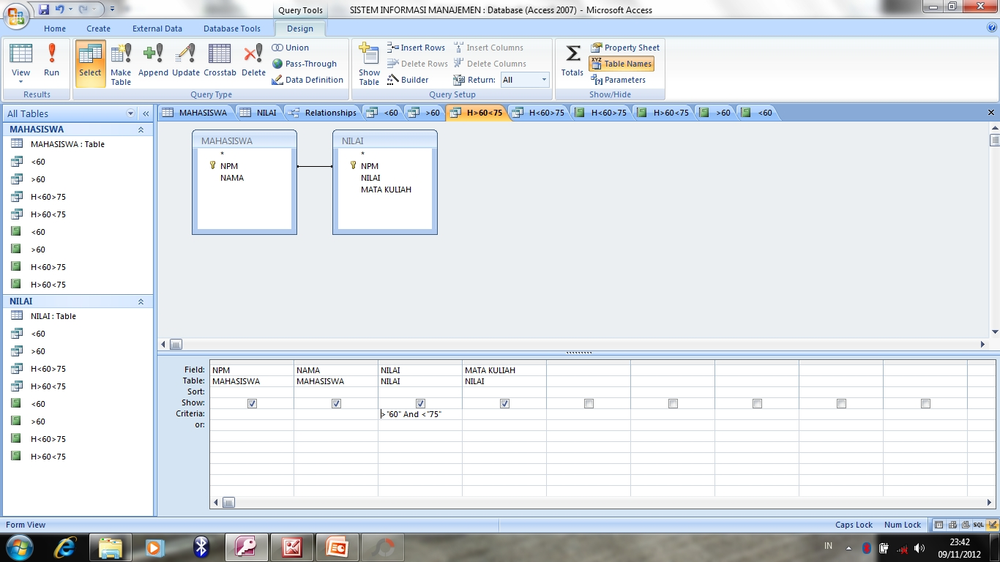 Query Tools SISTEM INFORMASI MANAJEMEN : Database (Access 2007) - Microsoft Access
Home Create External Data Database Tools Design
View Run
Results
Select Make Table Append Update Crosstab Delete
Union
Pass-Through
Data Definition
Query Type
Show Table
Insert Rows
Delete Rows
Builder
Insert Columns
Delete Columns
Return: All
Query Setup
Totals
Property Sheet
XYZ Table Names
Parameters
Show/Hide
All Tables «
MAHASISWA NILAI Relationships <60 >60 H>60<75 H<60>75 H<60>75 H>60<75 >60 <60
MAHASISWA
MAHASISWA : Table
<60
>60
H<60>75
H>60<75
<60
>60
H<60>75
H>60<75
NILAI
NILAI : Table
<60
>60
H<60>75
H>60<75
<60
>60
H<60>75
H>60<75
MAHASISWA
*
NPM
NAMA
NILAI
*
NPM
NILAI
MATA KULIAH
Field: NPM NAMA NILAI MATA KULIAH
Table: MAHASISWA MAHASISWA NILAI NILAI
Sort:
Show:
Criteria: >"60" And <"75"
or:
Form View Caps Lock Num Lock SQL
IN 23:42
09/11/2012